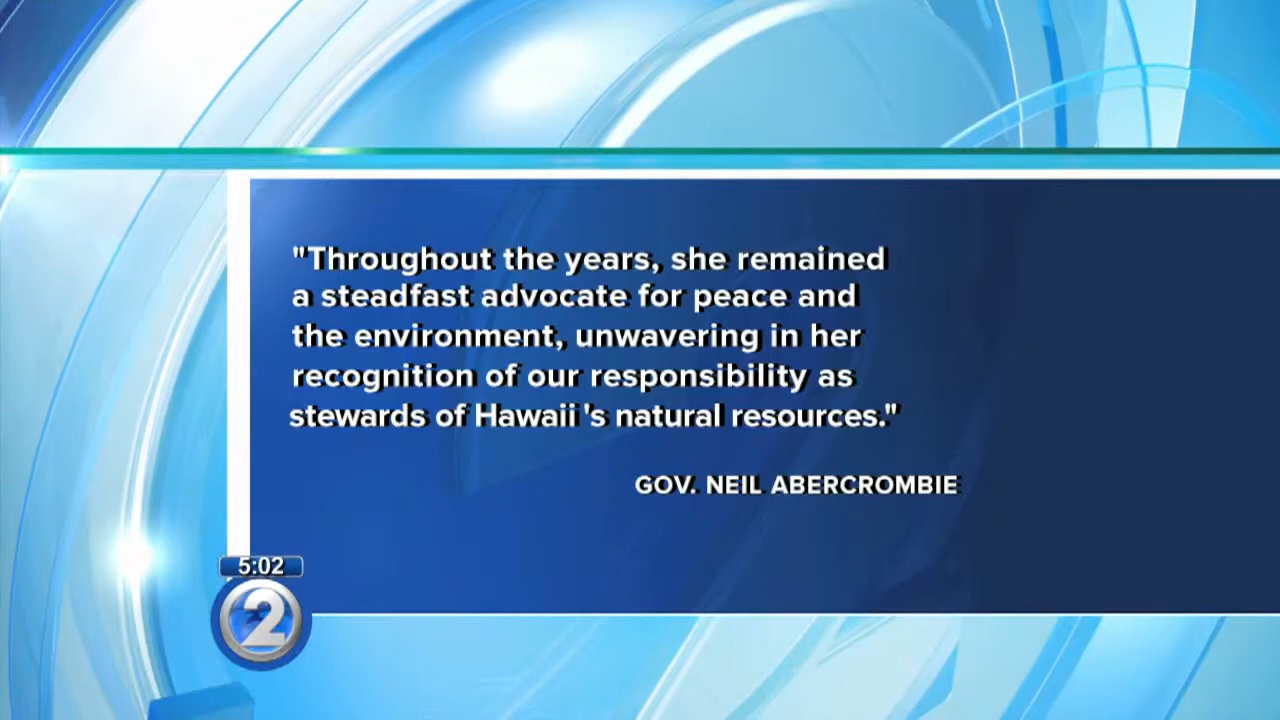 "Throughout the years, she remained
a steadfast advocate for peace and
the environment, unwavering in her
recognition of our responsibility as
stewards of Hawaii's natural resources."
GOV. NEIL ABERCROMBIE
5:02
2